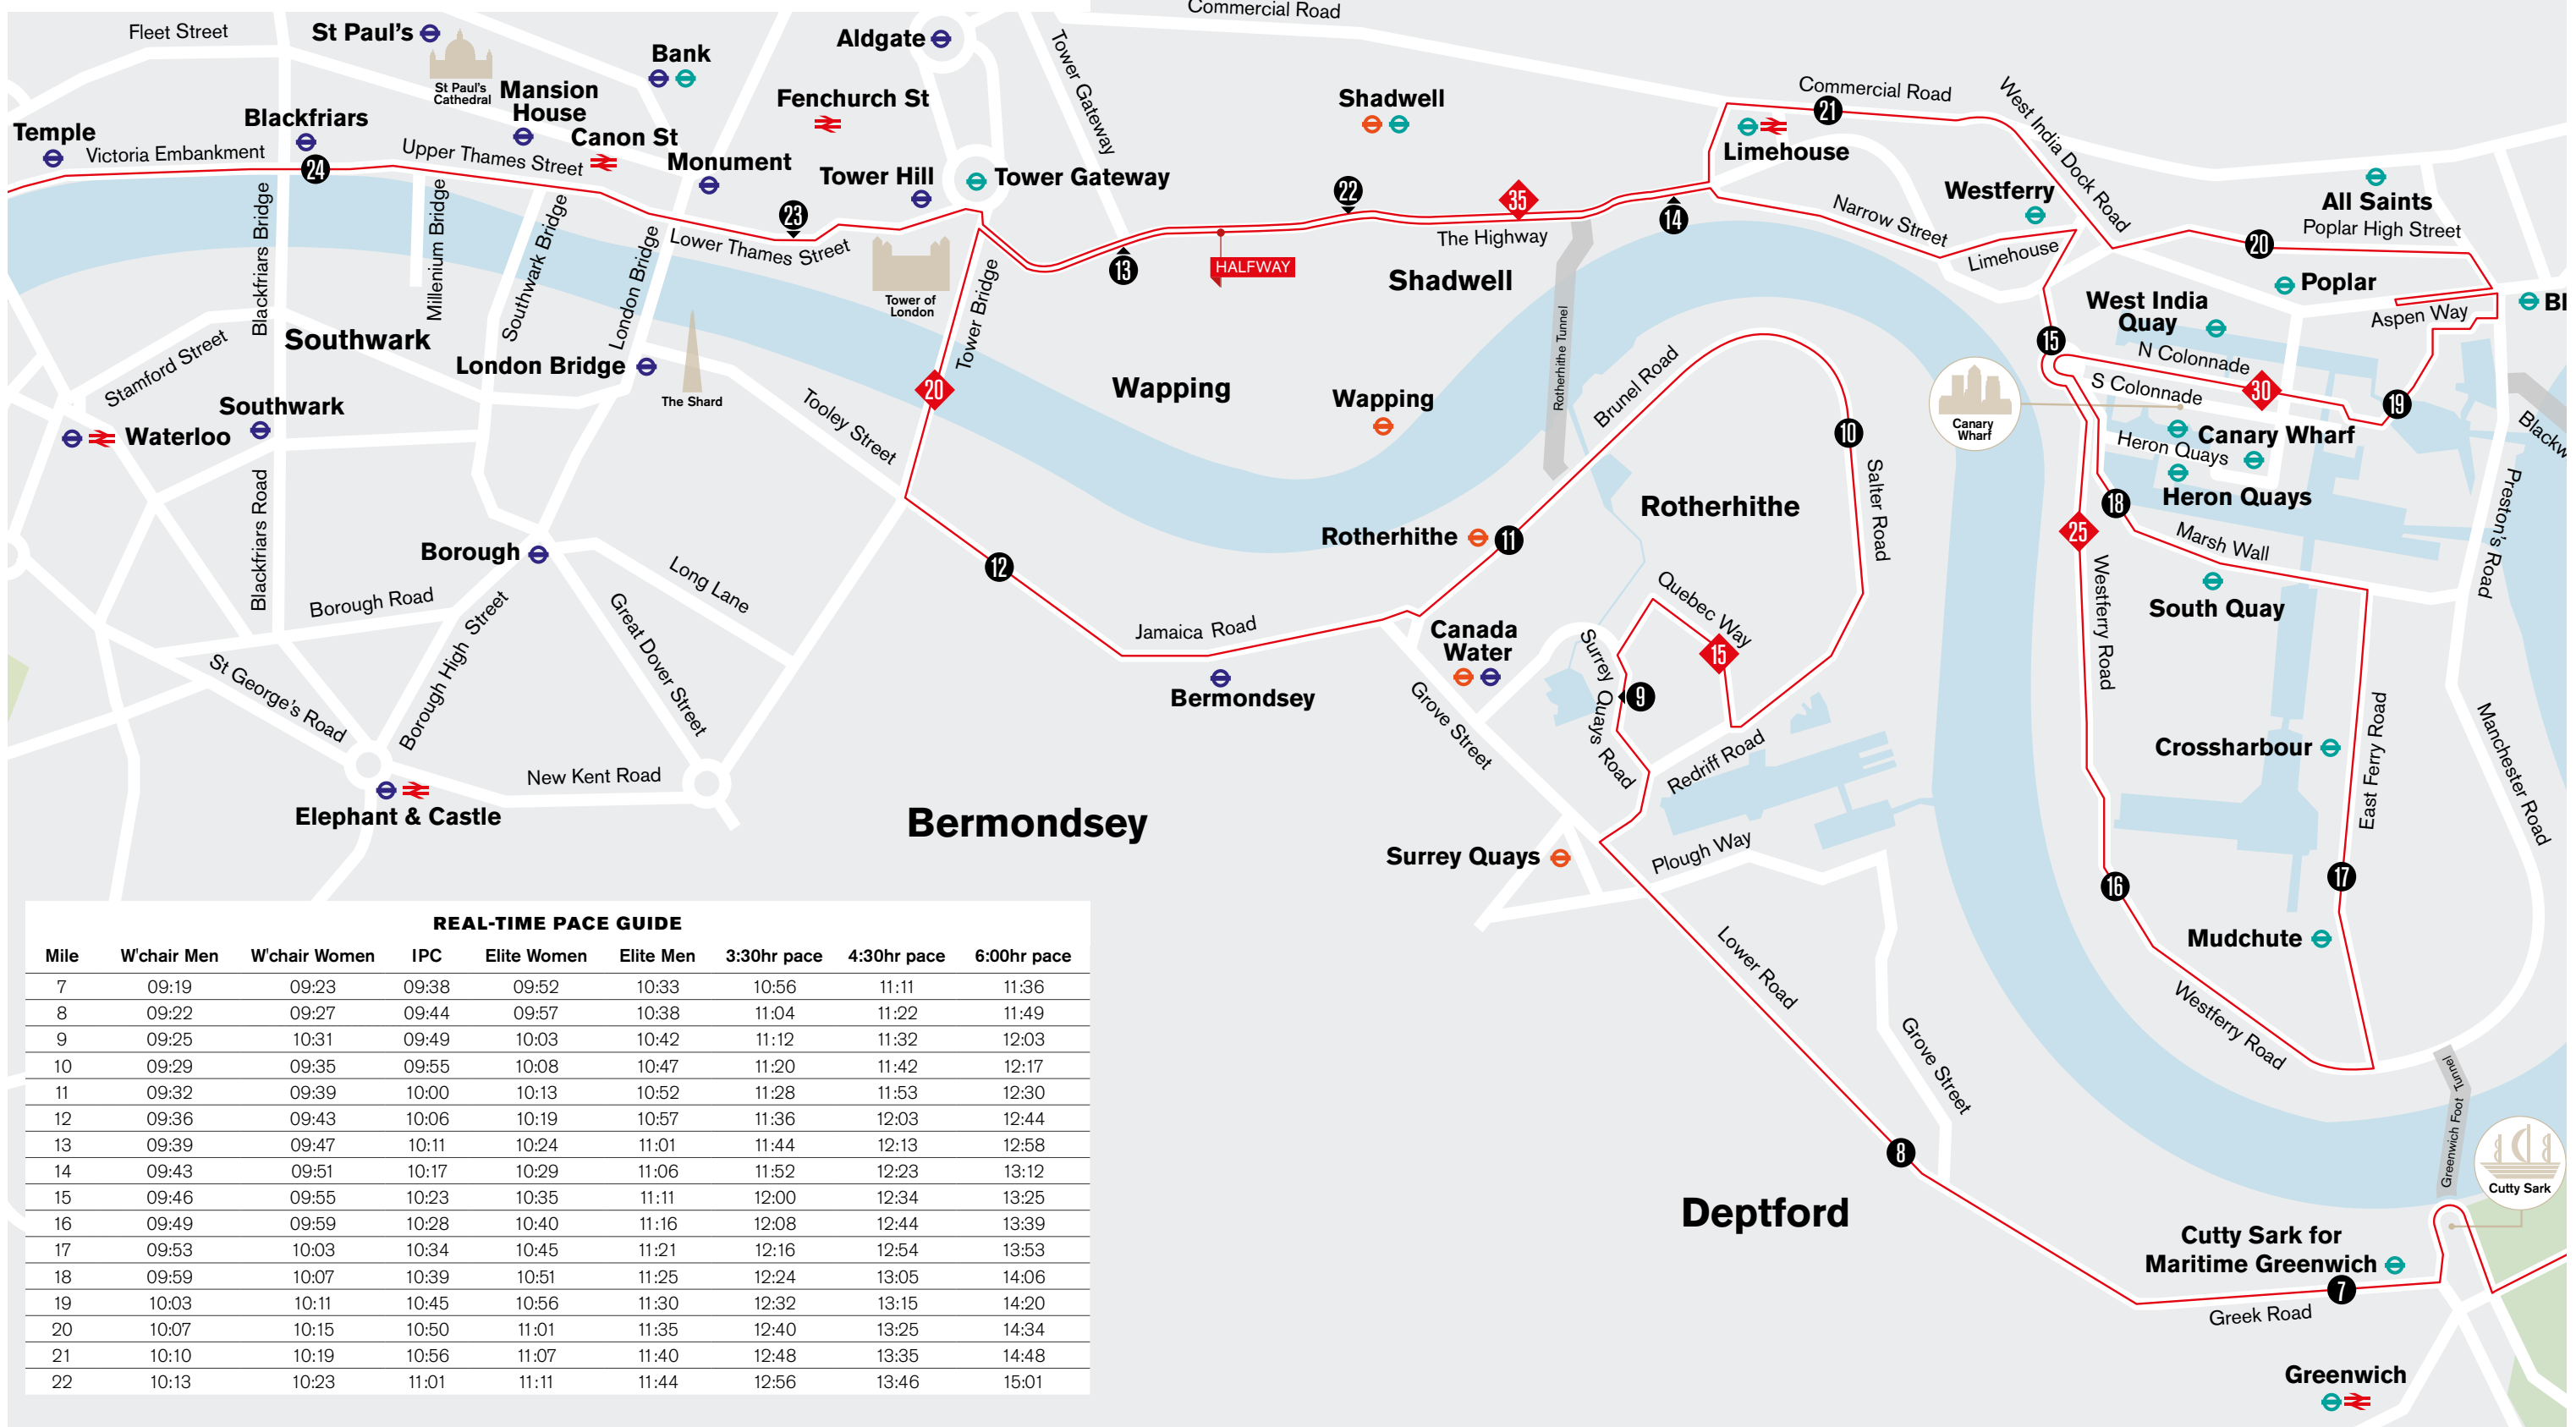 Commercial Road
Fleet Street
St Paul's
St Paul's
Cathedral
Bank
Aldgate
Tower Gateway
Mansion
House
Fenchurch St
Shadwell
Commercial Road
21
West India Dock Road
Temple
Blackfriars
Canon St
Limehouse
Victoria Embankment
24
Upper Thames Street
Monument
Tower Hill
Tower Gateway
22
35
14
Westferry
All Saints
Poplar High Street
20
Narrow Street
Limehouse
23
Lower Thames Street
13
HALFWAY
The Highway
Shadwell
Poplar
Blackfriars Bridge
Millenium Bridge
Southwark Bridge
London Bridge
Tower of
London
Tower Bridge
West India
Quay
Aspen Way
Bl
15
N Colonnade
S Colonnade
30
19
Southwark
Stamford Street
London Bridge
The Shard
20
Wapping
Wapping
Rotherhithe Tunnel
Brunel Road
10
Canary
Wharf
Canary Wharf
Heron Quays
Heron Quays
Blackw
Southwark
Waterloo
Tooley Street
Blackfriars Road
Borough
Rotherhithe
11
Rotherhithe
Salter Road
25
18
Marsh Wall
South Quay
Preston's Road
12
Long Lane
Borough Road
Borough High Street
Great Dover Street
Jamaica Road
Bermondsey
Canada
Water
Quebec Way
15
Surrey Quays Road
9
Westferry Road
St George's Road
Grove Street
Redriff Road
Crossharbour
East Ferry Road
Manchester Road
New Kent Road
Elephant & Castle
Bermondsey
Surrey Quays
Plough Way
16
17
Mudchute
Lower Road
Westferry Road
Grove Street
Greenwich Foot Tunnel
8
Deptford
Cutty Sark
Cutty Sark for
Maritime Greenwich
7
Greek Road
Greenwich
REAL-TIME PACE GUIDE
Mile W'chair Men W'chair Women IPC Elite Women Elite Men 3:30hr pace 4:30hr pace 6:00hr pace
7 09:19 09:23 09:38 09:52 10:33 10:56 11:11 11:36
8 09:22 09:27 09:44 09:57 10:38 11:04 11:22 11:49
9 09:25 10:31 09:49 10:03 10:42 11:12 11:32 12:03
10 09:29 09:35 09:55 10:08 10:47 11:20 11:42 12:17
11 09:32 09:39 10:00 10:13 10:52 11:28 11:53 12:30
12 09:36 09:43 10:06 10:19 10:57 11:36 12:03 12:44
13 09:39 09:47 10:11 10:24 11:01 11:44 12:13 12:58
14 09:43 09:51 10:17 10:29 11:06 11:52 12:23 13:12
15 09:46 09:55 10:23 10:35 11:11 12:00 12:34 13:25
16 09:49 09:59 10:28 10:40 11:16 12:08 12:44 13:39
17 09:53 10:03 10:34 10:45 11:21 12:16 12:54 13:53
18 09:59 10:07 10:39 10:51 11:25 12:24 13:05 14:06
19 10:03 10:11 10:45 10:56 11:30 12:32 13:15 14:20
20 10:07 10:15 10:50 11:01 11:35 12:40 13:25 14:34
21 10:10 10:19 10:56 11:07 11:40 12:48 13:35 14:48
22 10:13 10:23 11:01 11:11 11:44 12:56 13:46 15:01